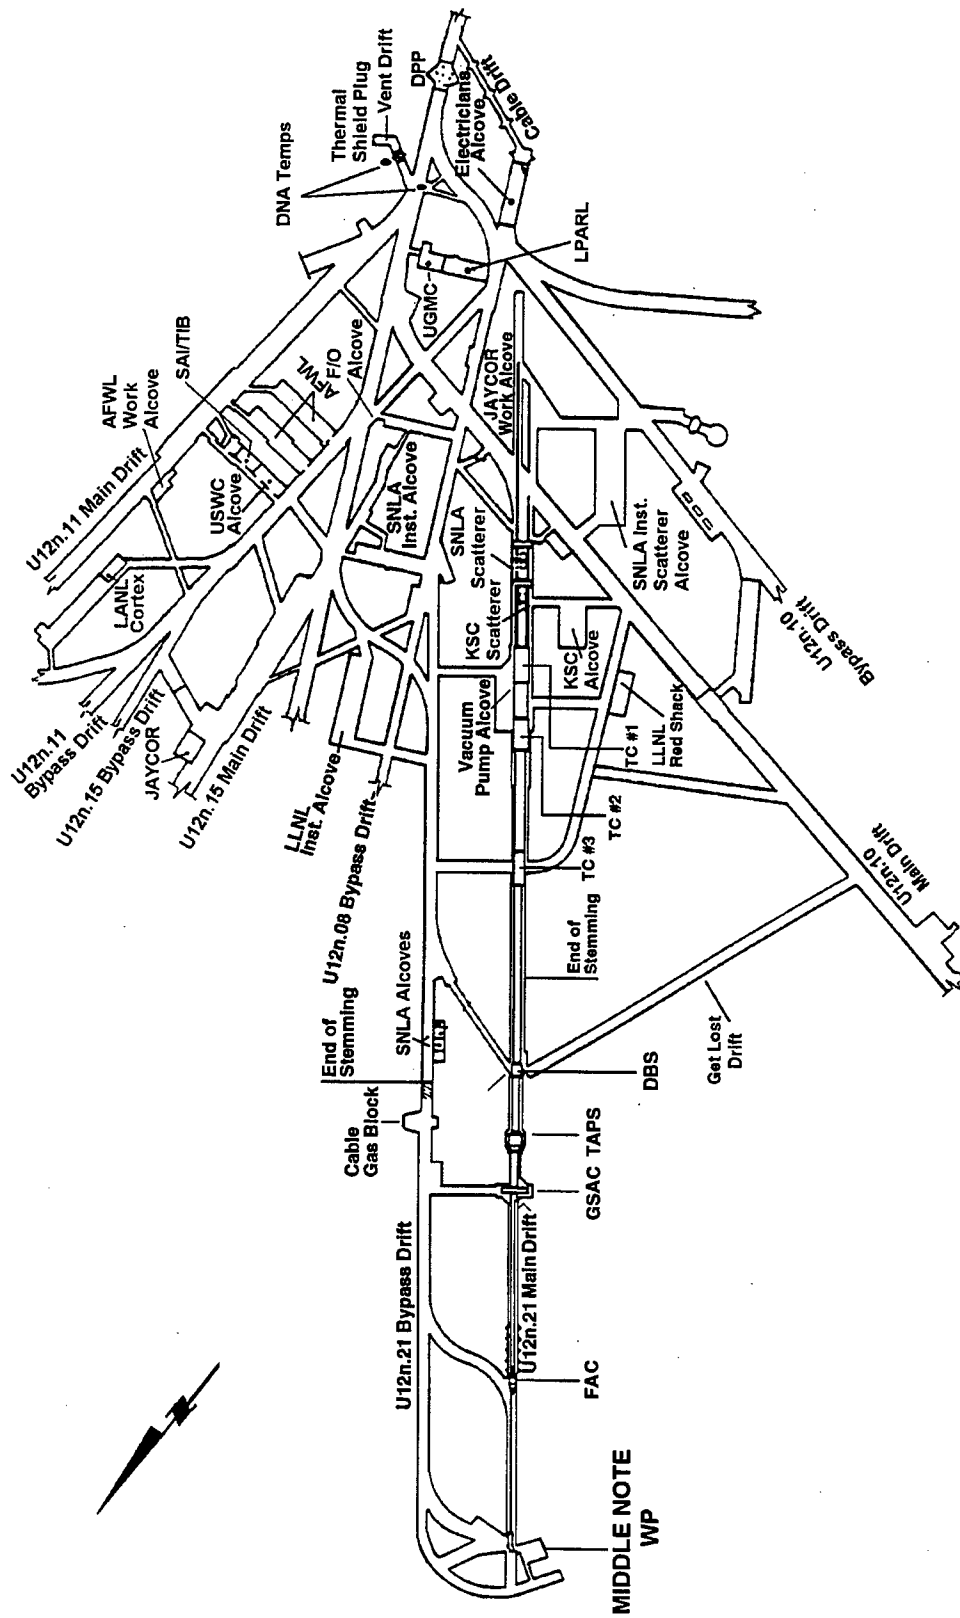 DNA Temps
Thermal
Shield Plug
Vent Drift
DPP
Cable Drift
Electricians
Alcove
LPARL
UGMC
SAI/TIB
AFWL
Work
Alcove
AFWL
F/O
Alcove
USWC
Alcove
U12n.11 Main Drift
LANL
Cortex
U12n.11
Bypass Drift
U12n.15 Bypass Drift
JAYCOR
U12n.15 Main Drift
SNLA
Inst. Alcove
JAYCOR
Work Alcove
SNLA
Scatterer
KSC
Scatterer
SNLA Inst.
Scatterer
Alcove
KSC
Alcove
U12n.10
Bypass Drift
LLNL
Inst. Alcove
U12n.08 Bypass Drift
Vacuum
Pump Alcove
TC #1
LLNL
Red Shack
TC #2
TC #3
U12n.10
Main Drift
End of
Stemming
SNLA Alcoves
End of
Stemming
Get Lost
Drift
DBS
Cable
Gas Block
TAPS
GSAC
U12n.21 Bypass Drift
U12n.21 Main Drift
FAC
MIDDLE NOTE
WP